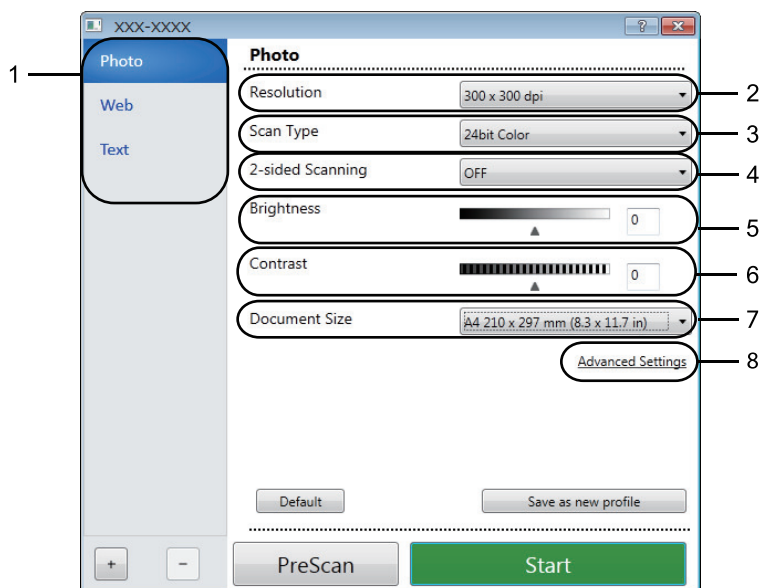 XXX-XXXX ?
1 Photo Photo
Resolution 300 x 300 dpi 2
Web
Scan Type 24bit Color 3
Text
2-sided Scanning OFF 4
Brightness 0 5
Contrast 0 6
Document Size A4 210 x 297 mm (8.3 x 11.7 in) 7
Advanced Settings 8
Default Save as new profile
+ - PreScan Start